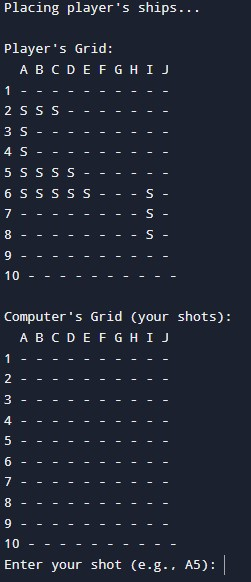 Placing player's ships...
Player's Grid:
A B C D E F G H I J
1 - - - - - - - - - -
2 S S S - - - - - - -
3 S - - - - - - - - -
4 S - - - - - - - - -
5 S S S S - - - - - -
6 S S S S S - - - S -
7 - - - - - - - - S -
8 - - - - - - - - S -
9 - - - - - - - - - -
10 - - - - - - - - - -
Computer's Grid (your shots):
A B C D E F G H I J
1 - - - - - - - - - -
2 - - - - - - - - - -
3 - - - - - - - - - -
4 - - - - - - - - - -
5 - - - - - - - - - -
6 - - - - - - - - - -
7 - - - - - - - - - -
8 - - - - - - - - - -
9 - - - - - - - - - -
10 - - - - - - - - - -
Enter your shot (e.g., A5):